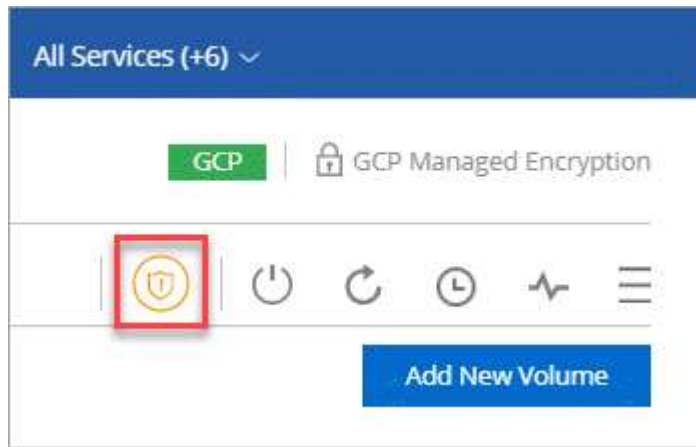 All Services (+6)
GCP
GCP Managed Encryption
Add New Volume